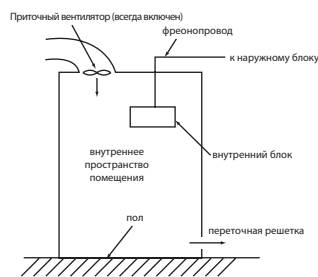 Приточный вентилятор (всегда включен)
фреонопровод
к наружному блоку
внутреннее
пространство
помещения
внутренний блок
пол
переточная решетка